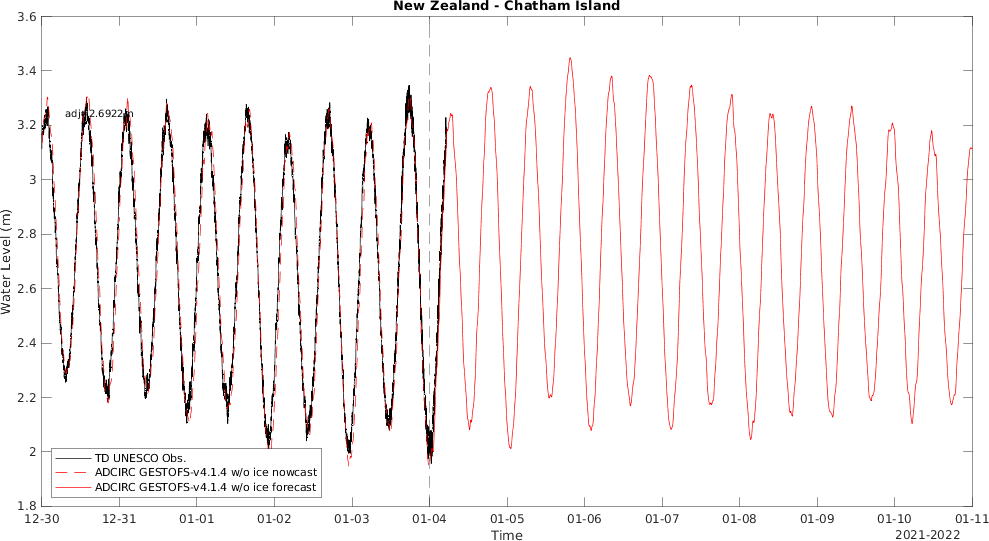 New Zealand - Chatham Island
3.6
3.4
3.2
3
2.8
2.6
2.4
2.2
2
1.8
Water Level (m)
TD UNESCO Obs.
ADCIRC GESTOFS-v4.1.4 w/o ice nowcast
ADCIRC GESTOFS-v4.1.4 w/o ice forecast
12-30 12-31 01-01 01-02 01-03 01-04 01-05 01-06 01-07 01-08 01-09 01-10 01-11
Time
2021-2022